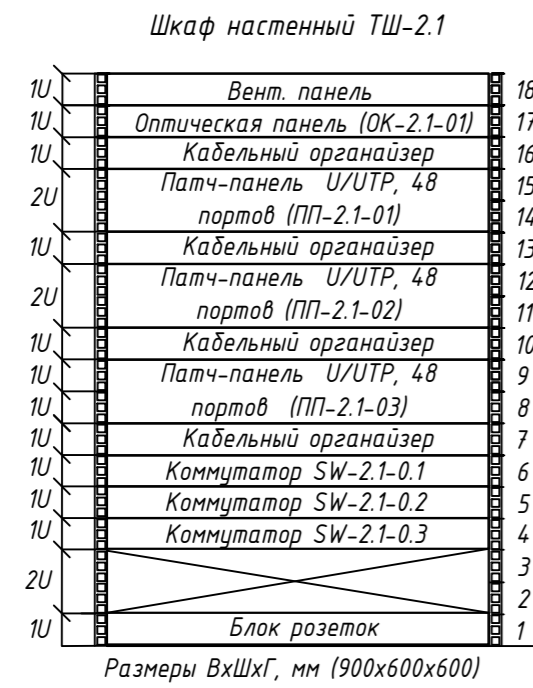 Шкаф настенный ТШ-2.1
1U Вент. панель 18
1U Оптическая панель (ОК-2.1-01) 17
1U Кабельный органайзер 16
Патч-панель U/UTP, 48 15
2U
портов (ПП-2.1-01) 14
1U Кабельный органайзер 13
Патч-панель U/UTP, 48 12
2U
портов (ПП-2.1-02) 11
1U Кабельный органайзер 10
1U Патч-панель U/UTP, 48 9
1U портов (ПП-2.1-03) 8
1U Кабельный органайзер 7
1U Коммутатор SW-2.1-0.1 6
1U Коммутатор SW-2.1-0.2 5
1U Коммутатор SW-2.1-0.3 4
3
2U
2
1U Блок розеток 1
Размеры ВхШхГ, мм (900х600х600)